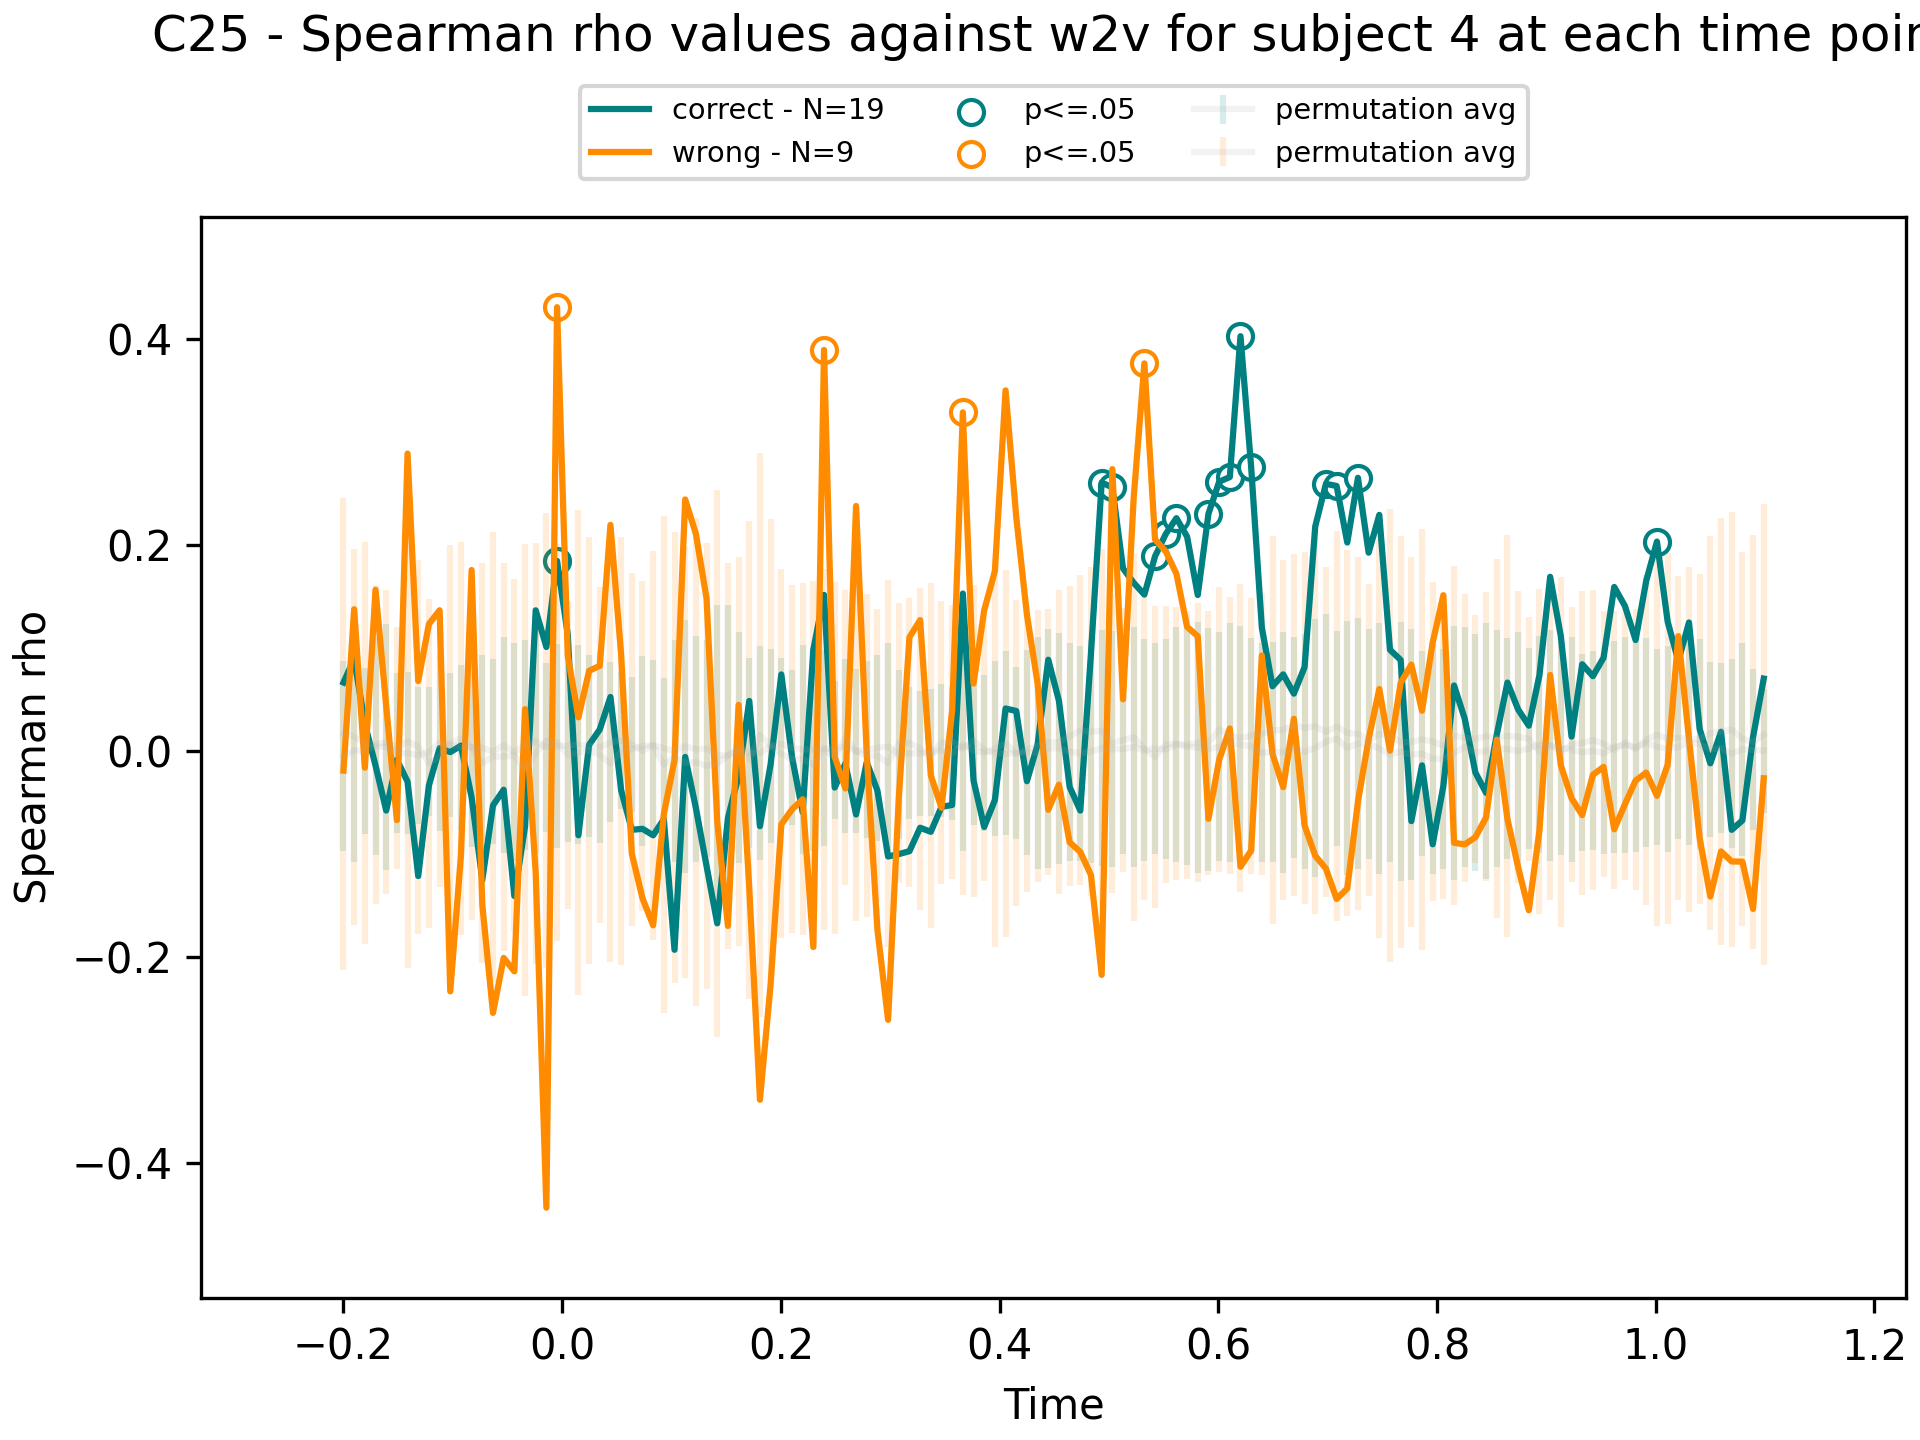 C25 - Spearman rho values against w2v for subject 4 at each time poin
correct - N=19
wrong - N=9
p<=.05
p<=.05
permutation avg
permutation avg
Spearman rho
0.4
0.2
0.0
−0.2
−0.4
−0.2 0.0 0.2 0.4 0.6 0.8 1.0 1.2
Time